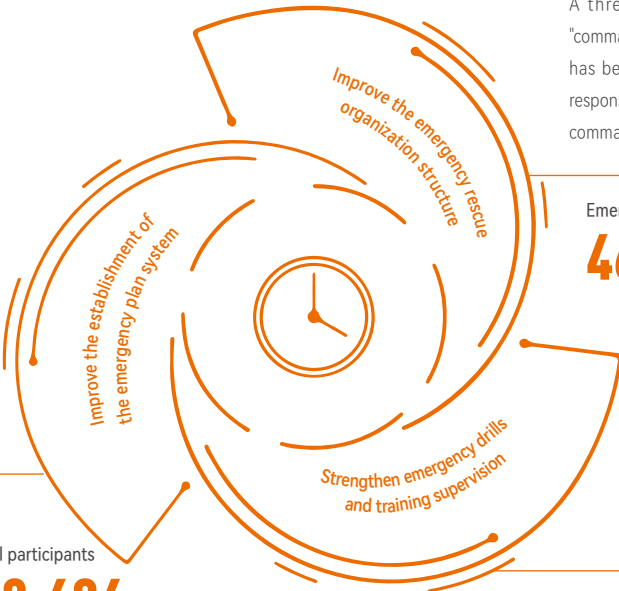 A thre
"comma
has be
respons
comma
Improve the emergency rescue
organization structure
Emer
Improve the establishment of
the emergency plan system
Strengthen emergency drills
and training supervision
l participants